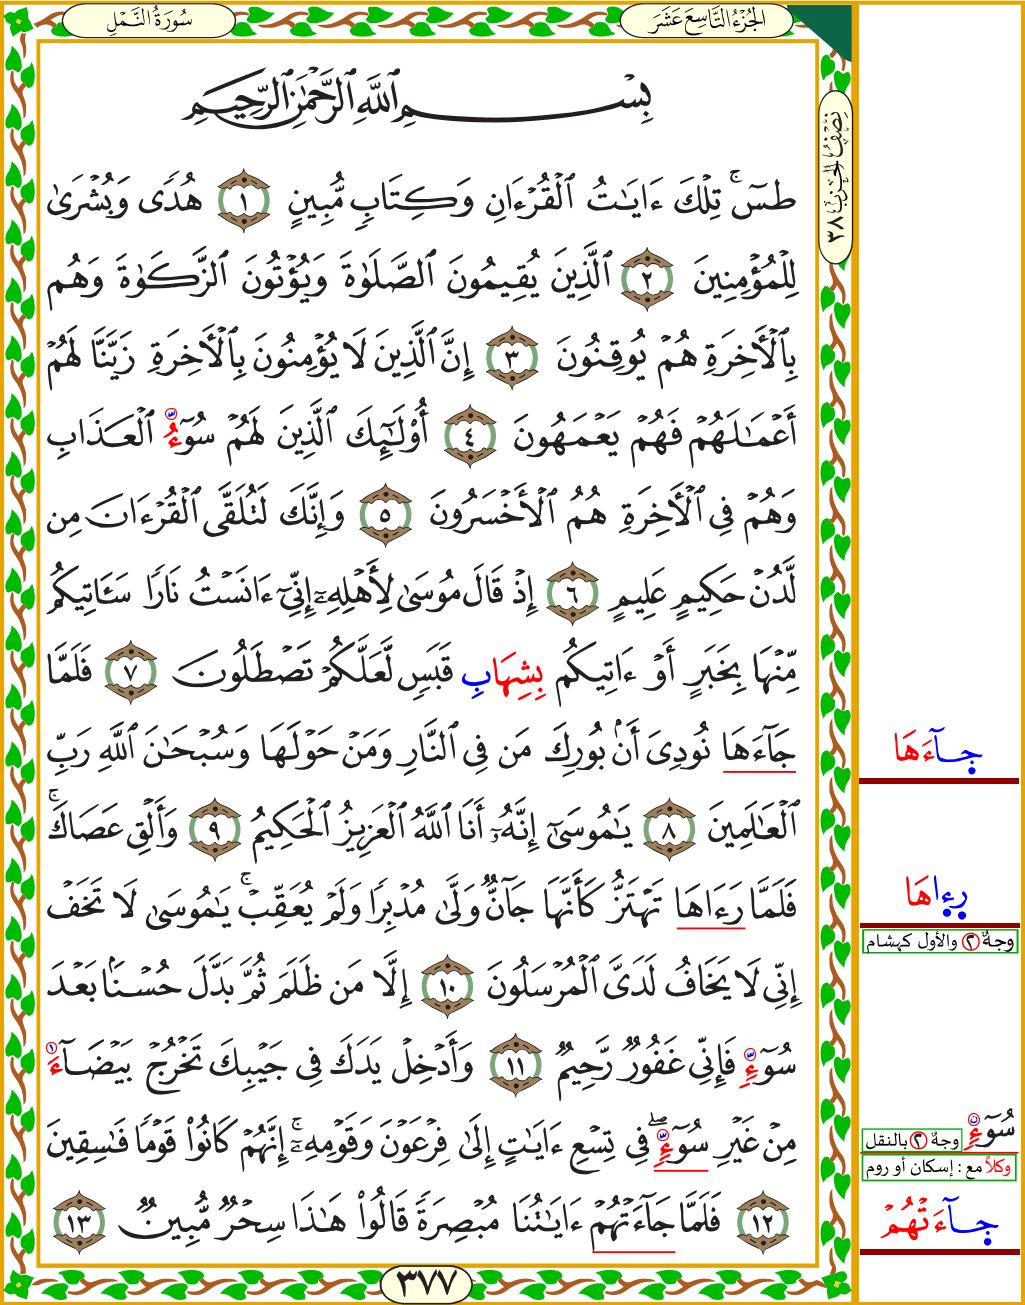 سُورَةُ النَّمْلِ
الجُزْءُ التَّاسِعَ عَشَرَ
نِصْفُ الحِزْبِ ٣٨
بِسْمِ ٱللَّهِ ٱلرَّحْمَٰنِ ٱلرَّحِيمِ
طسٓۚ تِلْكَ ءَايَٰتُ ٱلْقُرْءَانِ وَكِتَابٍ مُّبِينٍ ١ هُدًى وَبُشْرَىٰ
لِلْمُؤْمِنِينَ ٢ ٱلَّذِينَ يُقِيمُونَ ٱلصَّلَوٰةَ وَيُؤْتُونَ ٱلزَّكَوٰةَ وَهُم
بِٱلْأَخِرَةِ هُمْ يُوقِنُونَ ٣ إِنَّ ٱلَّذِينَ لَا يُؤْمِنُونَ بِٱلْأَخِرَةِ زَيَّنَّا لَهُمْ
أَعْمَٰلَهُمْ فَهُمْ يَعْمَهُونَ ٤ أُوْلَٰٓئِكَ ٱلَّذِينَ لَهُمْ سُوٓءُ ٱلْعَذَابِ
وَهُمْ فِي ٱلْأَخِرَةِ هُمُ ٱلْأَخْسَرُونَ ٥ وَإِنَّكَ لَتُلَقَّى ٱلْقُرْءَانَ مِن
لَّدُنْ حَكِيمٍ عَلِيمٍ ٦ إِذْ قَالَ مُوسَىٰ لِأَهْلِهِۦٓ إِنِّيٓ ءَانَسْتُ نَارًا سَـَٔاتِيكُم
مِّنْهَا بِخَبَرٍ أَوْ ءَاتِيكُم بِشِهَابِ قَبَسٍ لَّعَلَّكُمْ تَصْطَلُونَ ٧ فَلَمَّا
جَآءَهَا نُودِيَ أَنۢ بُورِكَ مَن فِي ٱلنَّارِ وَمَنْ حَوْلَهَا وَسُبْحَٰنَ ٱللَّهِ رَبِّ
جِآءَهَا
ٱلْعَٰلَمِينَ ٨ يَٰمُوسَىٰٓ إِنَّهُۥٓ أَنَا ٱللَّهُ ٱلْعَزِيزُ ٱلْحَكِيمُ ٩ وَأَلْقِ عَصَاكَۚ
فَلَمَّا رَءَاهَا تَهْتَزُّ كَأَنَّهَا جَآنٌّ وَلَّىٰ مُدْبِرًا وَلَمْ يُعَقِّبْۚ يَٰمُوسَىٰ لَا تَخَفْ
رِءِاهَا
وجهٌ ٢ والأول كهشام
إِنِّي لَا يَخَافُ لَدَيَّ ٱلْمُرْسَلُونَ ١٠ إِلَّا مَن ظَلَمَ ثُمَّ بَدَّلَ حُسْنًۢا بَعْدَ
سُوٓءٍ فَإِنِّي غَفُورٌ رَّحِيمٌ ١١ وَأَدْخِلْ يَدَكَ فِي جَيْبِكَ تَخْرُجْ بَيْضَآءَ
مِنْ غَيْرِ سُوٓءٍۖ فِي تِسْعِ ءَايَٰتٍ إِلَىٰ فِرْعَوْنَ وَقَوْمِهِۦٓۚ إِنَّهُمْ كَانُوا۟ قَوْمًا فَٰسِقِينَ
سُوٓءٍ وجهٌ ٢ بالنقل
وكلاً مع : إسكان أو روم
١٢ فَلَمَّا جَآءَتْهُمْ ءَايَٰتُنَا مُبْصِرَةً قَالُوا۟ هَٰذَا سِحْرٌ مُّبِينٌ ١٣
جِآءَتْهُمْ
٣٧٧